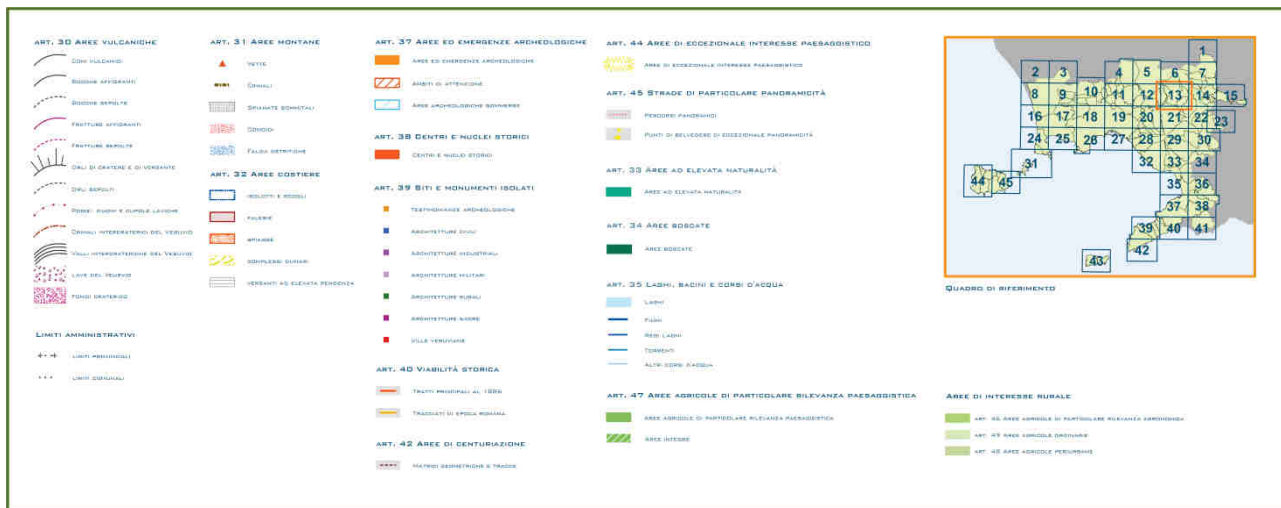 ART. 30 AREE VULCANICHE
CONI VULCANICI
BOCCHE AFFIORANTI
BOCCHE SEPOLTE
FRATTURE AFFIORANTI
FRATTURE SEPOLTE
ORLI DI CRATERE E DI VERSANTE
ORLI SEPOLTI
CRINALI INTERCRATERICI DEL VESUVIO
VALLI INTERCRATERICHE DEL VESUVIO
LAVE DEL VESUVIO
FONDI CRATERICI
LIMITI AMMINISTRATIVI
LIMITI PROVINCIALI
LIMITI COMUNALI
ART. 31 AREE MONTANE
VETTE
CRINALI
SPIANATE SOMMITALI
CONOIDI
FALDA DETRITICHE
ART. 32 AREE COSTIERE
ISOLOTTI E SCOGLI
FALESIE
SPIAGGE
COMPLESSI DUNARI
VERSANTI AD ELEVATA PENDENZA
ART. 37 AREE ED EMERGENZE ARCHEOLOGICHE
AREE ED EMERGENZE ARCHEOLOGICHE
AMBITI DI ATTENZIONE
AREE ARCHEOLOGICHE SOMMERSE
ART. 38 CENTRI E NUCLEI STORICI
CENTRI E NUCLEI STORICI
ART. 39 SITI E MONUMENTI ISOLATI
TESTIMONIANZE ARCHEOLOGICHE
ARCHITETTURE CIVILI
ARCHITETTURE INDUSTRIALI
ARCHITETTURE MILITARI
ARCHITETTURE RURALI
ARCHITETTURE SACRE
VILLE VESUVIANE
ART. 40 VIABILITÀ STORICA
TRATTI PRINCIPALI AL 1886
TRACCIATI DI EPOCA ROMANA
ART. 42 AREE DI CENTURIAZIONE
MATRICI GEOMETRICHE E TRACCE
ART. 44 AREE DI ECCEZIONALE INTERESSE PAESAGGISTICO
AREE DI ECCEZIONALE INTERESSE PAESAGGISTICO
ART. 45 STRADE DI PARTICOLARE PANORAMICITÀ
PERCORSI PANORAMICI
PUNTI DI BELVEDERE DI ECCEZIONALE PANORAMICITÀ
ART. 33 AREE AD ELEVATA NATURALITÀ
AREE AD ELEVATA NATURALITÀ
ART. 34 AREE BOSCATE
AREE BOSCATE
ART. 35 LAGHI, BACINI E CORSI D'ACQUA
LAGHI
FIUMI
REGI LAGNI
TORRENTI
ALTRI CORSI D'ACQUA
ART. 47 AREE AGRICOLE DI PARTICOLARE RILEVANZA PAESAGGISTICA
AREE AGRICOLE DI PARTICOLARE RILEVANZA PAESAGGISTICA
AREE INTEGRE
1
2 3 4 5 6 7
8 9 10 11 12 13 14 15
16 17 18 19 20 21 22 23
24 25 26 27 28 29 30
31 32 33 34
44 45 35 36
37 38
39 40 41
43 42
QUADRO DI RIFERIMENTO
AREE DI INTERESSE RURALE
ART. 46 AREE AGRICOLE DI PARTICOLARE RILEVANZA AGRONOMICA
AREE AGRICOLE ORDINARIE
AREE AGRICOLE PERIURBANE